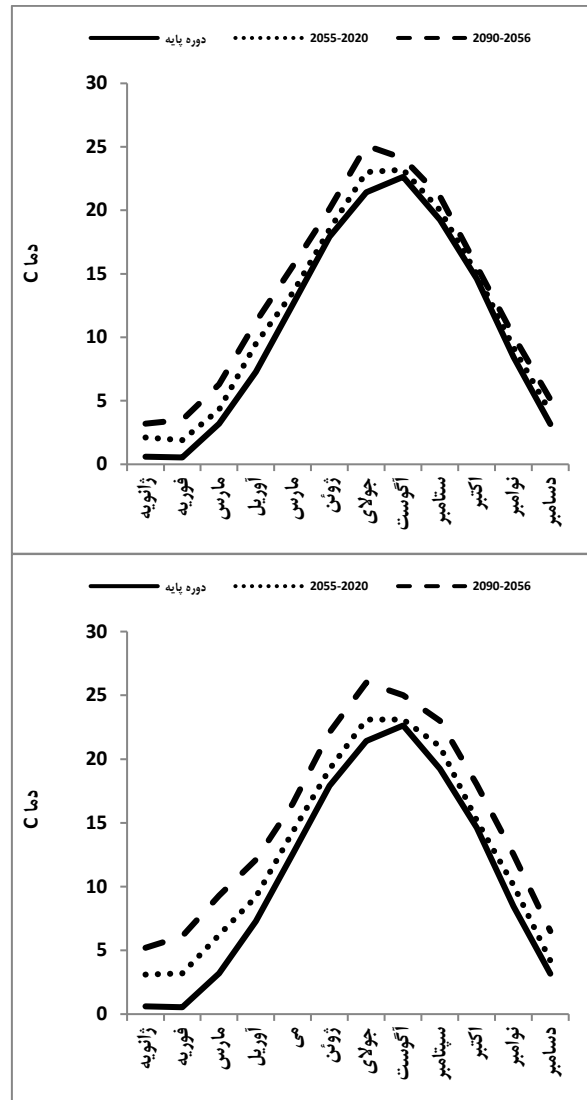 دوره پایه 2055-2020 2090-2056
30
25
20
15
10
5
0
دما C
ژانویه
فوریه
مارس
آوریل
مارس
ژوئن
جولای
آگوست
ستامبر
اکتبر
نوامبر
دسامبر
دوره پایه 2055-2020 2090-2056
30
25
20
15
10
5
0
دما C
ژانویه
فوریه
مارس
آوریل
می
ژوئن
جولای
آگوست
سپتامبر
اکتبر
نوامبر
دسامبر